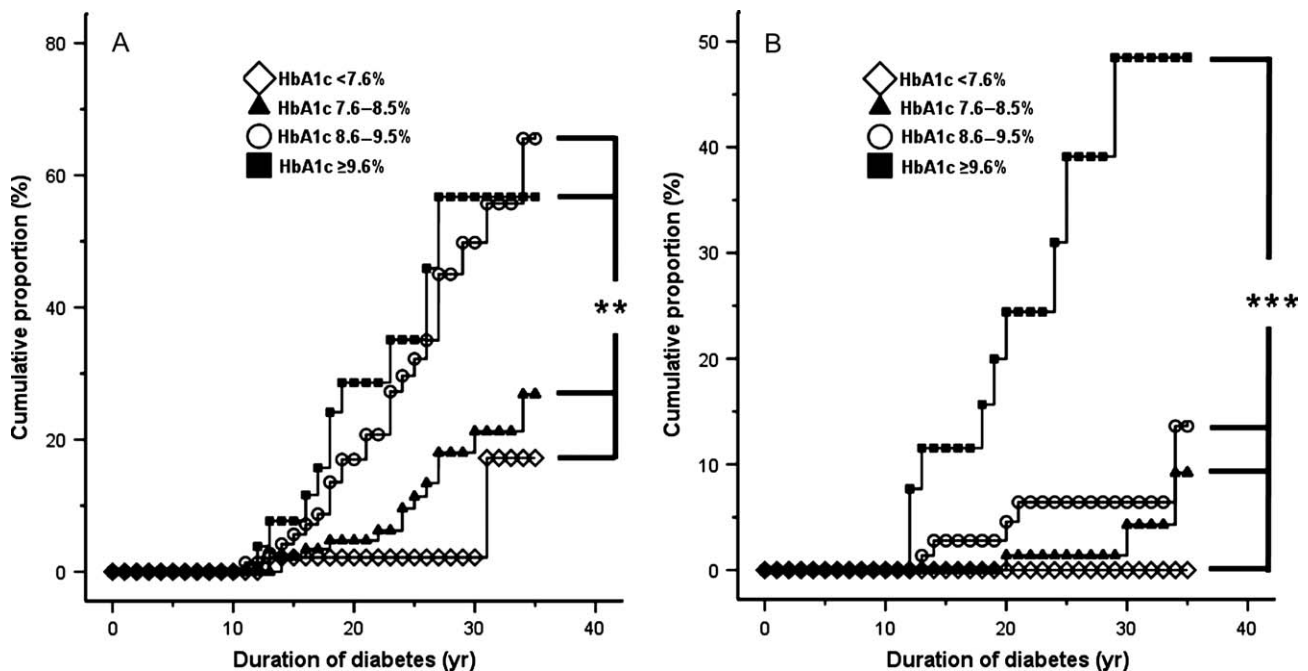 A
HbA1c <7.6%
HbA1c 7.6–8.5%
HbA1c 8.6–9.5%
HbA1c ≥9.6%
Cumulative proportion (%)
80
60
40
20
0
**
0 10 20 30 40
Duration of diabetes (yr)
B
HbA1c <7.6%
HbA1c 7.6–8.5%
HbA1c 8.6–9.5%
HbA1c ≥9.6%
Cumulative proportion (%)
50
40
30
20
10
0
***
0 10 20 30 40
Duration of diabetes (yr)